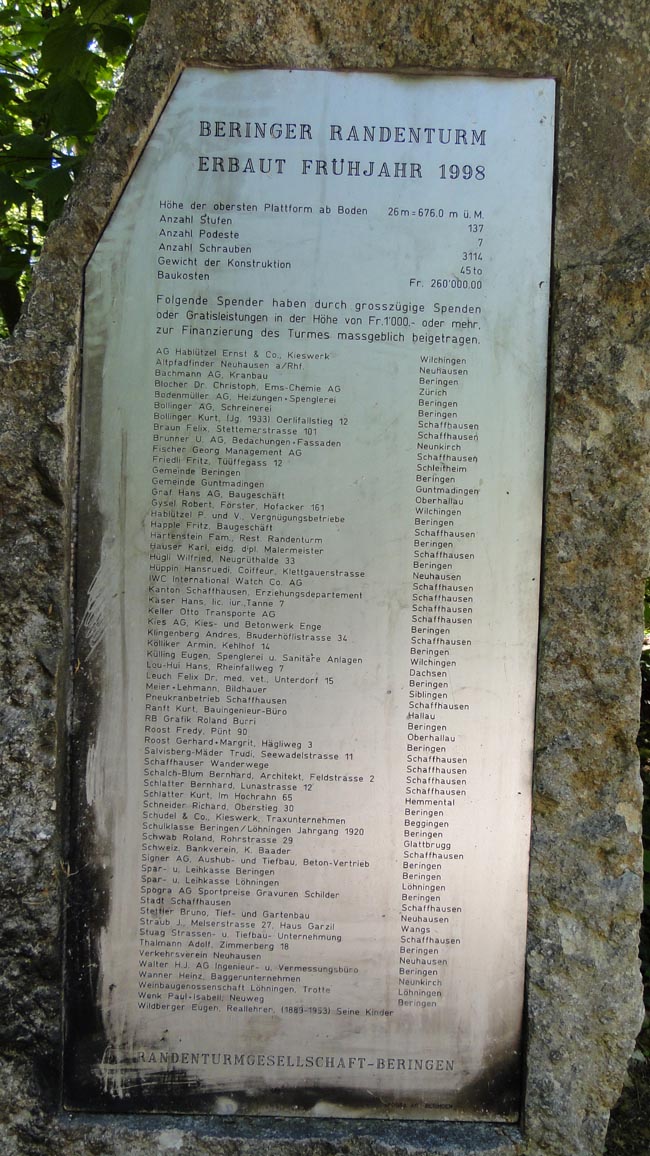 BERINGER RANDENTURM
ERBAUT FRÜHJAHR 1998
Höhe der obersten Plattform ab Boden 26m=676.0 m ü.M.
Anzahl Stufen 137
Anzahl Podeste 7
Anzahl Schrauben 3114
Gewicht der Konstruktion 45to
Baukosten Fr. 260'000.00
Folgende Spender haben durch grosszügige Spenden
oder Gratisleistungen in der Höhe von Fr.1'000.- oder mehr,
zur Finanzierung des Turmes massgeblich beigetragen.
AG Hablützel Ernst & Co., Kieswerk Wilchingen
Altpfadfinder Neuhausen a/Rhf. Neuhausen
Bachmann AG, Kranbau Beringen
Blocher Dr. Christoph, Ems-Chemie AG Zürich
Bodenmüller AG, Heizungen+Spenglerei Beringen
Bollinger AG, Schreinerei Beringen
Bollinger Kurt, (Jg. 1933) Oerlifallstieg 12 Schaffhausen
Braun Felix, Stettemerstrasse 101 Schaffhausen
Brunner U. AG, Bedachungen+Fassaden Neunkirch
Fischer Georg Management AG Schaffhausen
Friedli Fritz, Tüüffegass 12 Schleitheim
Gemeinde Beringen Beringen
Gemeinde Guntmadingen Guntmadingen
Graf Hans AG, Baugeschäft Oberhallau
Gysel Robert, Förster, Hofacker 161 Wilchingen
Hablützel P. und V., Vergnügungsbetriebe Beringen
Happle Fritz, Baugeschäft Schaffhausen
Hartenstein Fam., Rest. Randenturm Beringen
Hauser Karl, eidg. dipl. Malermeister Schaffhausen
Hügli Wilfried, Neugrüthalde 33 Beringen
Hüppin Hansruedi, Coiffeur, Klettgauerstrasse Neuhausen
IWC International Watch Co. AG Schaffhausen
Kanton Schaffhausen, Erziehungsdepartement Schaffhausen
Käser Hans, lic. iur., Tanne 7 Schaffhausen
Keller Otto Transporte AG Schaffhausen
Kies AG, Kies- und Betonwerk Enge Beringen
Klingenberg Andres, Bauderhöflistrasse 34 Schaffhausen
Kölliker Armin, Kehlhof 14 Beringen
Külling Eugen, Spenglerei u. Sanitäre Anlagen Wilchingen
Lou-Hui Hans, Rheinfallweg 7 Dachsen
Leuch Felix Dr. med. vet., Unterdorf 15 Beringen
Meier-Lehmann, Bildhauer Siblingen
Pneukranbetrieb Schaffhausen Schaffhausen
Ranft Kurt, Bauingenieur-Büro Hallau
RB Grafik Roland Burri Beringen
Roost Fredy, Pünt 90 Oberhallau
Roost Gerhard+Margrit, Hägliweg 3 Beringen
Salvisberg-Mäder Trudi, Seewadelstrasse 11 Schaffhausen
Schaffhauser Wanderwege Schaffhausen
Schalch-Blum Bernhard, Architekt, Feldstrasse 2 Schaffhausen
Schlatter Bernhard, Lunastrasse 12 Schaffhausen
Schlatter Kurt, Im Hochrahn 65 Hemmental
Schneider Richard, Oberstieg 30 Beringen
Schudel & Co., Kieswerk, Traxunternehmen Beggingen
Schulklasse Beringen/Löhningen Jahrgang 1920 Beringen
Schwab Roland, Rohrstrasse 29 Glattbrugg
Schweiz. Bankverein, K. Baader Schaffhausen
Signer AG, Aushub- und Tiefbau, Beton-Vertrieb Beringen
Spar- u. Leihkasse Beringen Beringen
Spar- u. Leihkasse Löhningen Löhningen
Spögra AG Sportpreise Gravuren Schilder Beringen
Stadt Schaffhausen Schaffhausen
Stettler Bruno, Tief- und Gartenbau Neuhausen
Straub J., Melserstrasse 27, Haus Garzil Wangs
Stuag Strassen- u. Tiefbau- Unternehmung Schaffhausen
Thalmann Adolf, Zimmerberg 18 Beringen
Verkehrsverein Neuhausen Neuhausen
Walter H.J. AG Ingenieur- u. Vermessungsbüro Beringen
Wanner Heinz, Baggerunternehmen Neunkirch
Weinbaugenossenschaft Löhningen, Trotte Löhningen
Wenk Paul+Isabell, Neuweg Beringen
Wildberger Eugen, Reallehrer, (1889-1953) Seine Kinder
RANDENTURMGESELLSCHAFT-BERINGEN